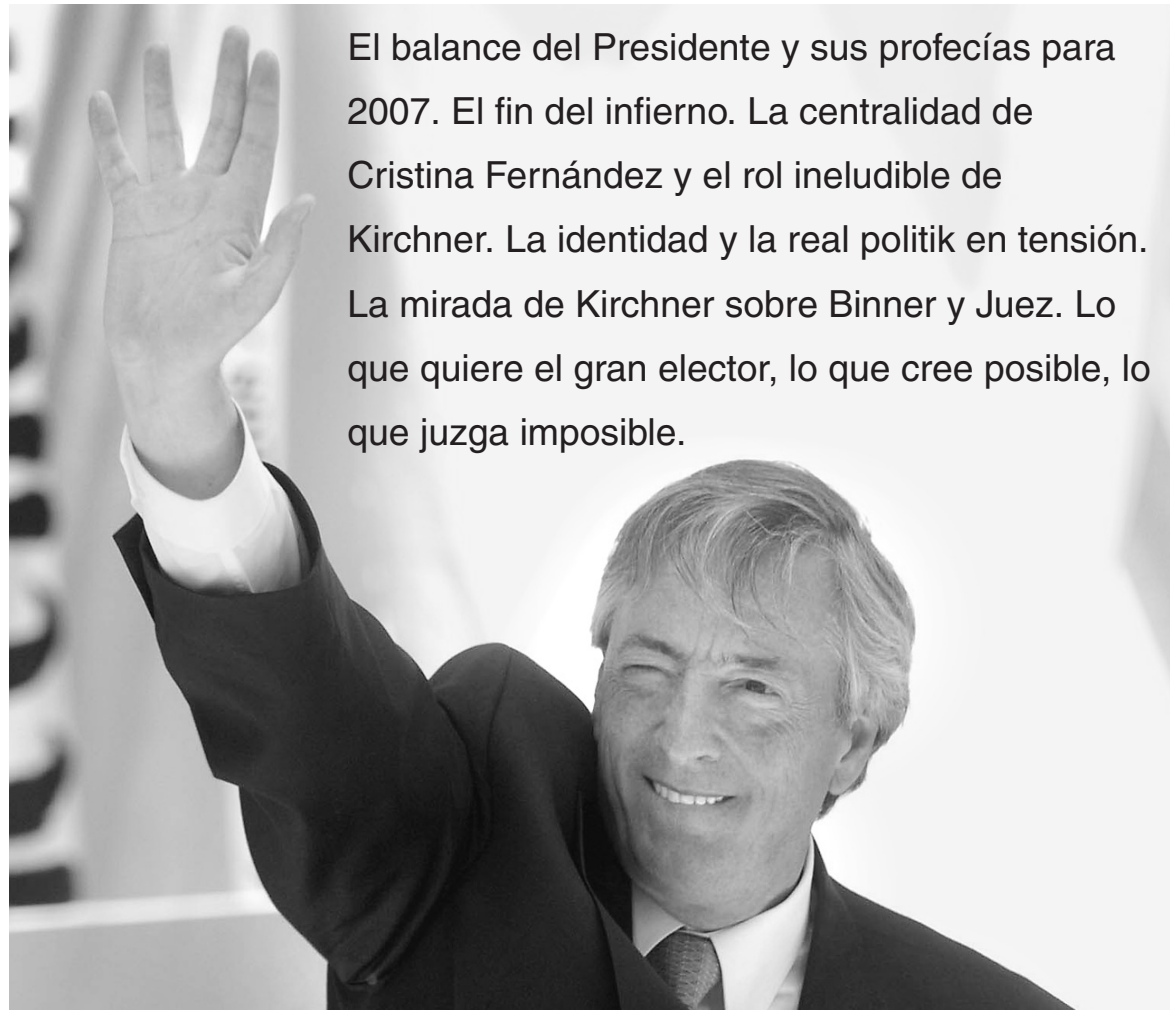 El balance del Presidente y sus profecías para
2007. El fin del infierno. La centralidad de
Cristina Fernández y el rol ineludible de
Kirchner. La identidad y la real politik en tensión.
La mirada de Kirchner sobre Binner y Juez. Lo
que quiere el gran elector, lo que cree posible, lo
que juzga imposible.